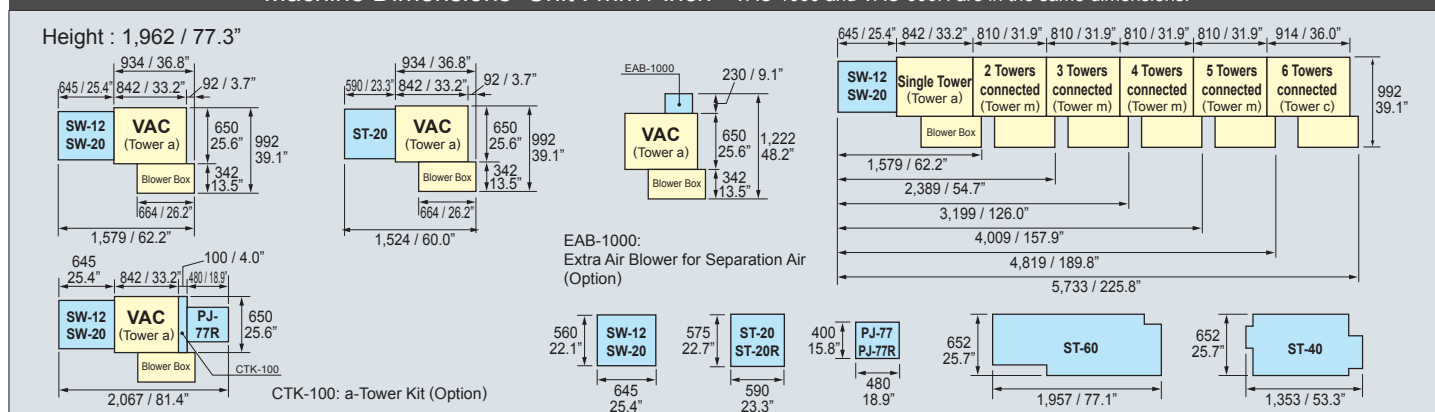 Height : 1,962 / 77.3”
934 / 36.8”
92 / 3.7”
645 / 25.4”
842 / 33.2”
SW-12
SW-20
VAC
(Tower a)
Blower Box
650
25.6”
342
13.5”
992
39.1”
664 / 26.2”
1,579 / 62.2”
934 / 36.8”
92 / 3.7”
590 / 23.3”
842 / 33.2”
ST-20
VAC
(Tower a)
Blower Box
650
25.6”
342
13.5”
992
39.1”
664 / 26.2”
1,524 / 60.0”
EAB-1000
230 / 9.1”
VAC
(Tower a)
Blower Box
650
25.6”
342
13.5”
1,222
48.2”
EAB-1000:
Extra Air Blower for Separation Air
(Option)
645 / 25.4”
842 / 33.2”
810 / 31.9”
810 / 31.9”
810 / 31.9”
810 / 31.9”
914 / 36.0”
SW-12
SW-20
Single Tower
(Tower a)
2 Towers
connected
(Tower m)
3 Towers
connected
(Tower m)
4 Towers
connected
(Tower m)
5 Towers
connected
(Tower m)
6 Towers
connected
(Tower c)
Blower Box
992
39.1”
1,579 / 62.2”
2,389 / 54.7”
3,199 / 126.0”
4,009 / 157.9”
4,819 / 189.8”
5,733 / 225.8”
645
25.4”
842 / 33.2”
100 / 4.0”
480 / 18.9”
SW-12
SW-20
VAC
(Tower a)
PJ-
77R
Blower Box
650
25.6”
CTK-100
2,067 / 81.4”
CTK-100: a-Tower Kit (Option)
560
22.1”
SW-12
SW-20
645
25.4”
575
22.7”
ST-20
ST-20R
590
23.3”
400
15.8”
PJ-77
PJ-77R
480
18.9”
652
25.7”
ST-60
1,957 / 77.1”
652
25.7”
ST-40
1,353 / 53.3”